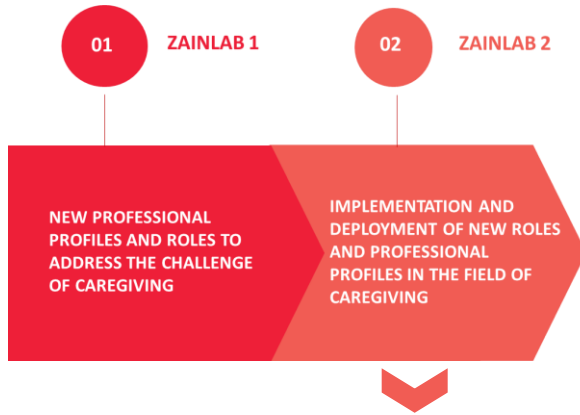 01
ZAINLAB 1
02
ZAINLAB 2
NEW PROFESSIONAL
PROFILES AND ROLES TO
ADDRESS THE CHALLENGE
OF CAREGIVING
IMPLEMENTATION AND
DEPLOYMENT OF NEW ROLES
AND PROFESSIONAL
PROFILES IN THE FIELD OF
CAREGIVING